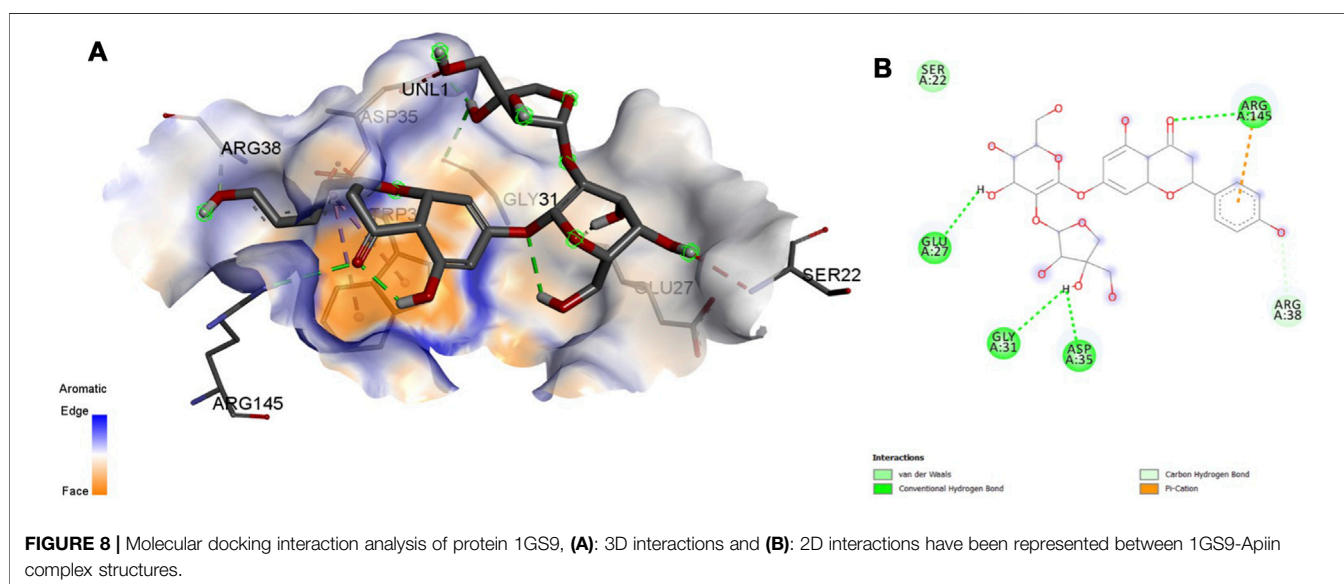 A
UNL1
ASP35
ARG38
GLY31
TRP3
GLU27
SER22
ARG145
Aromatic
Edge
Face
B
SER
A:22
ARG
A:145
O
O
O
O
O
O
H
O
O
O
O
GLU
A:27
O
O
O
H
O
O
ARG
A:38
GLY
A:31
ASP
A:35
Interactions
van der Waals
Conventional Hydrogen Bond
Carbon Hydrogen Bond
Pi-Cation
FIGURE 8 | Molecular docking interaction analysis of protein 1GS9, (A): 3D interactions and (B): 2D interactions have been represented between 1GS9-Apiin
complex structures.